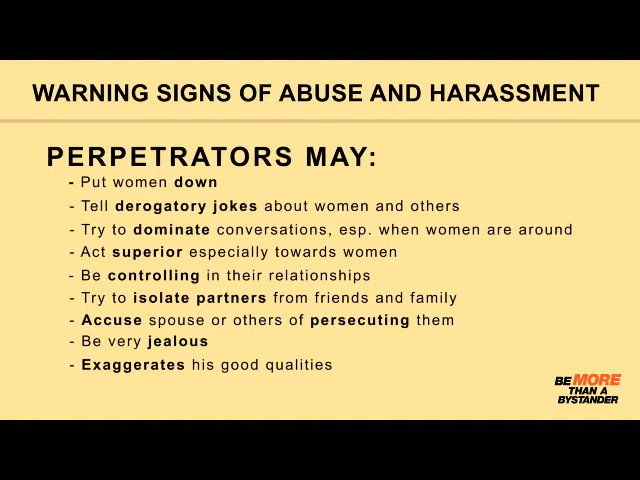 WARNING SIGNS OF ABUSE AND HARASSMENT
PERPETRATORS MAY:
- Put women down
- Tell derogatory jokes about women and others
- Try to dominate conversations, esp. when women are around
- Act superior especially towards women
- Be controlling in their relationships
- Try to isolate partners from friends and family
- Accuse spouse or others of persecuting them
- Be very jealous
- Exaggerates his good qualities
BE MORE
THAN A
BYSTANDER